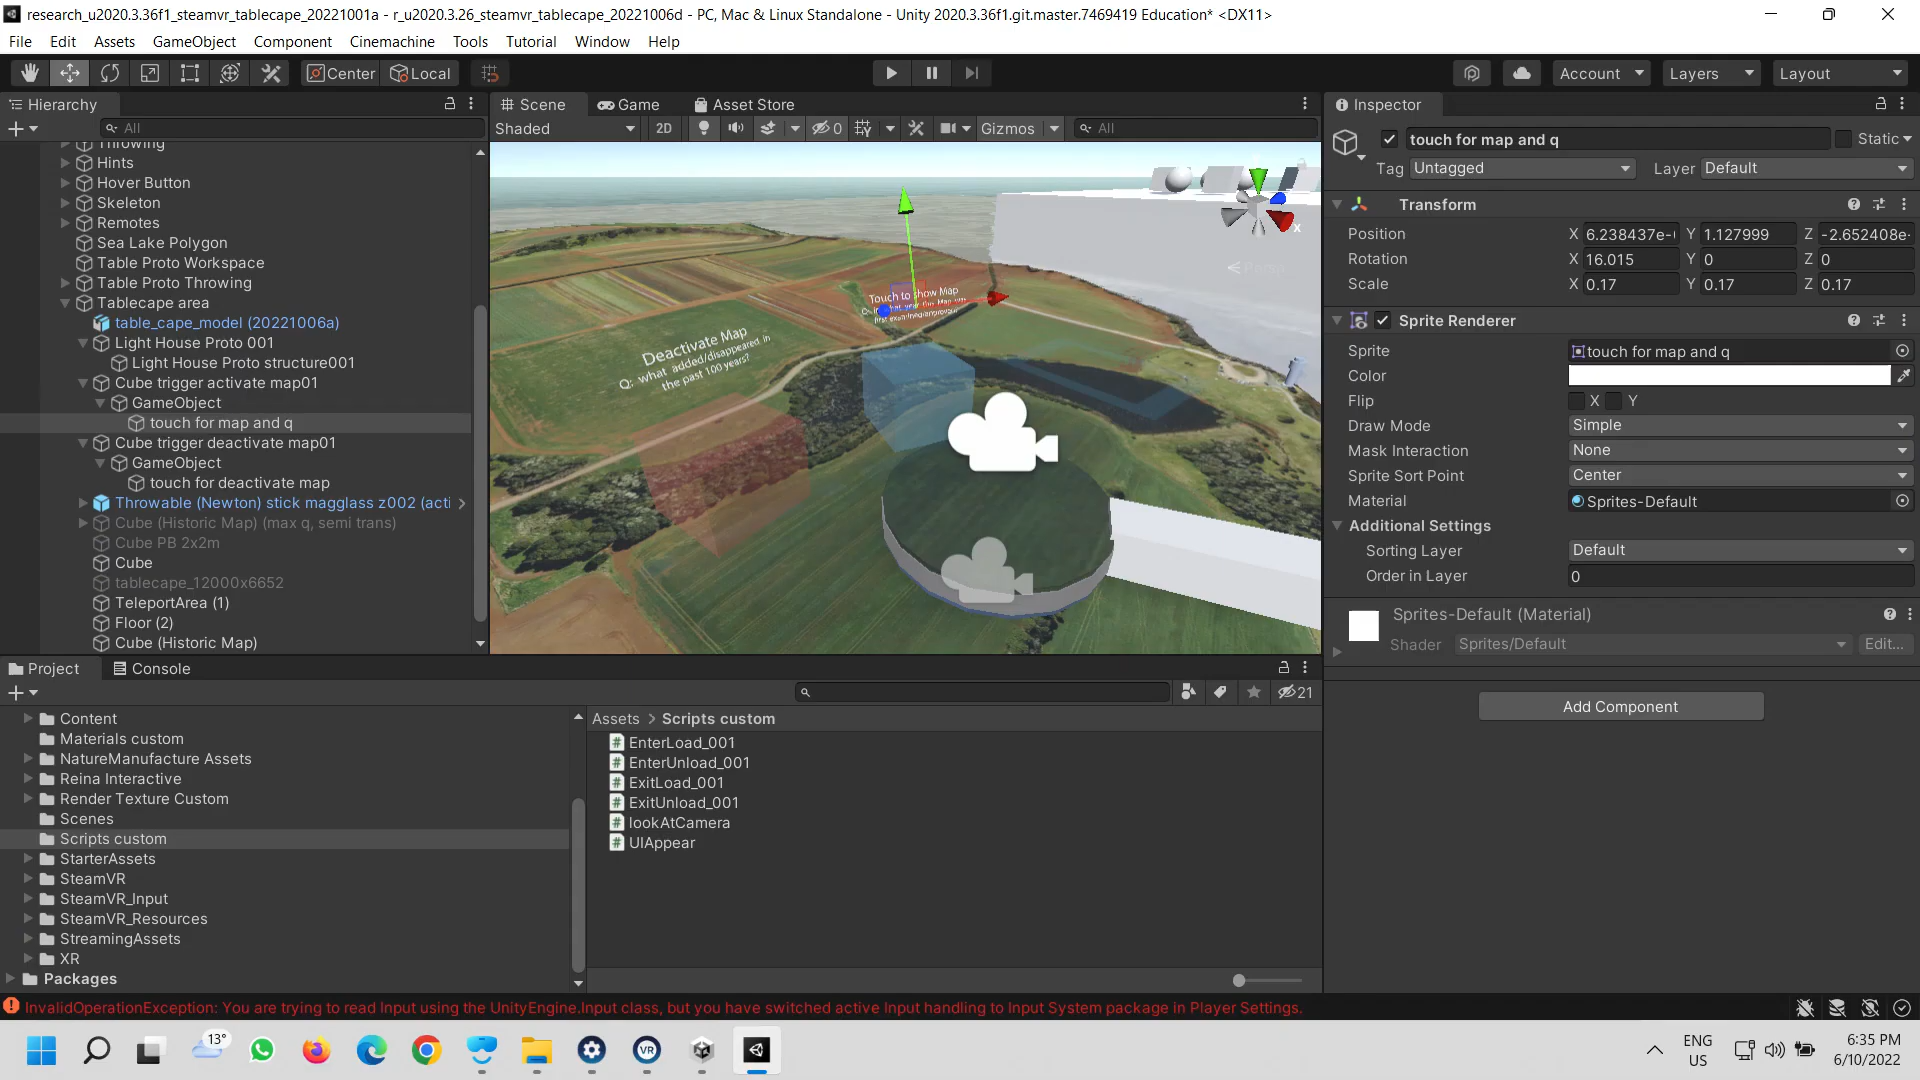 research_u2020.3.36f1_steamvr_tablecape_20221001a - r_u2020.3.26_steamvr_tablecape_20221006d - PC, Mac & Linux Standalone - Unity 2020.3.36f1.git.master.7469419 Education* <DX11>
File Edit Assets GameObject Component Cinemachine Tools Tutorial Window Help
Center Local Account Layers Layout
Hierarchy
All
Throwing
Hints
Hover Button
Skeleton
Remotes
Sea Lake Polygon
Table Proto Workspace
Table Proto Throwing
Tablecape area
table_cape_model (20221006a)
Light House Proto 001
Light House Proto structure001
Cube trigger activate map01
GameObject
touch for map and q
Cube trigger deactivate map01
GameObject
touch for deactivate map
Throwable (Newton) stick magglass z002 (acti
Cube (Historic Map) (max q, semi trans)
Cube PB 2x2m
Cube
tablecape_12000x6652
TeleportArea (1)
Floor (2)
Cube (Historic Map)
Scene Game Asset Store
Shaded 2D 0 Gizmos All
x
Touch to show Map
Deactivate Map
Q: what added/disappeared in
the past 100 years?
Inspector
touch for map and q Static
Tag Untagged Layer Default
Transform
Position X 6.238437e-( Y 1.127999 Z -2.652408e-
Rotation X 16.015 Y 0 Z 0
Scale X 0.17 Y 0.17 Z 0.17
Sprite Renderer
Sprite touch for map and q
Color
Flip X Y
Draw Mode Simple
Mask Interaction None
Sprite Sort Point Center
Material Sprites-Default
Additional Settings
Sorting Layer Default
Order in Layer 0
Sprites-Default (Material)
Shader Sprites/Default Edit...
Add Component
Project Console
21
Content
Materials custom
NatureManufacture Assets
Reina Interactive
Render Texture Custom
Scenes
Scripts custom
StarterAssets
SteamVR
SteamVR_Input
SteamVR_Resources
StreamingAssets
XR
Packages
Assets > Scripts custom
EnterLoad_001
EnterUnload_001
ExitLoad_001
ExitUnload_001
lookAtCamera
UIAppear
InvalidOperationException: You are trying to read Input using the UnityEngine.Input class, but you have switched active Input handling to Input System package in Player Settings.
13°
VR
ENG
US
6:35 PM
6/10/2022